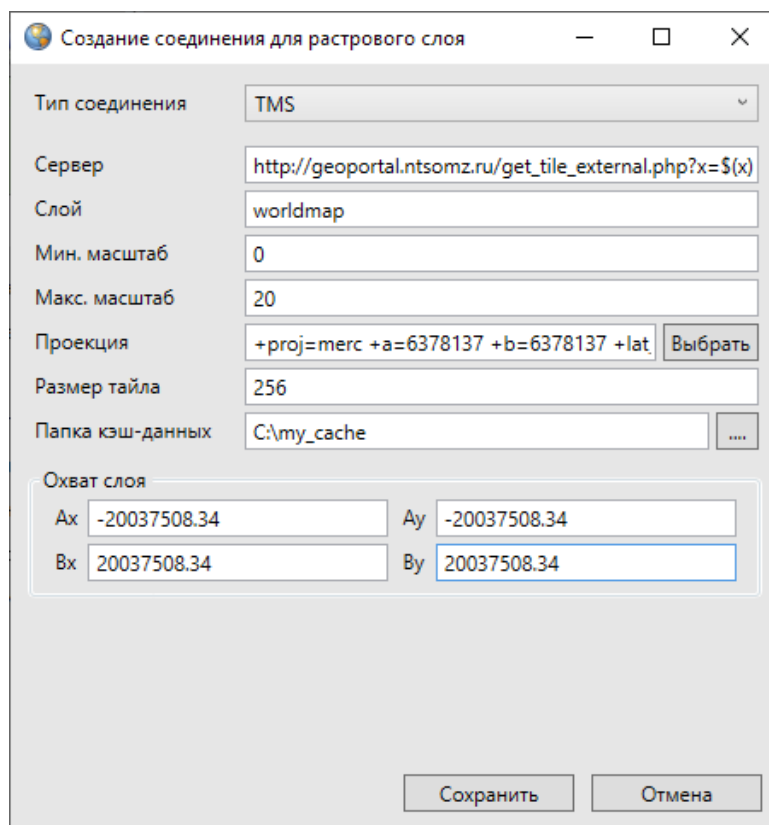 Создание соединения для растрового слоя
Тип соединения TMS
Сервер http://geoportal.ntsomz.ru/get_tile_external.php?x=$(x)
Слой worldmap
Мин. масштаб 0
Макс. масштаб 20
Проекция +proj=merc +a=6378137 +b=6378137 +lat_ Выбрать
Размер тайла 256
Папка кэш-данных C:\my_cache ....
Охват слоя
Ax -20037508.34 Ay -20037508.34
Bx 20037508.34 By 20037508.34
Сохранить Отмена